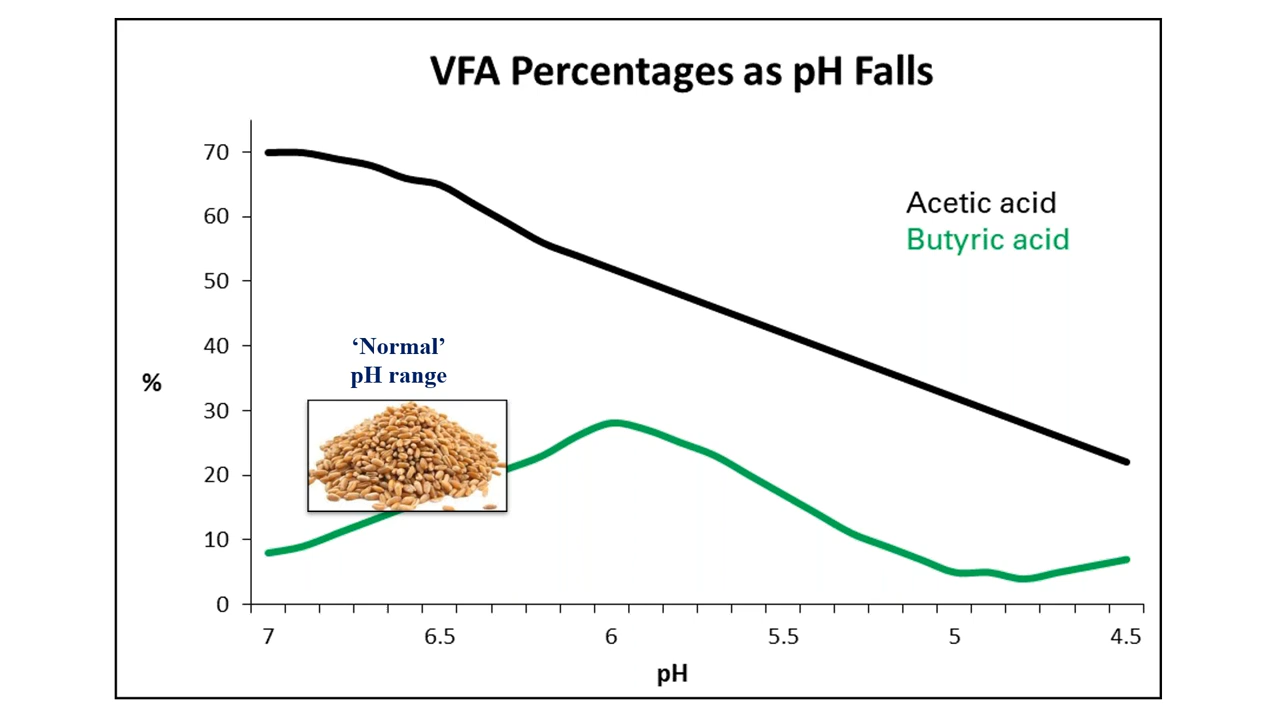 VFA Percentages as pH Falls
70
60
50
40
30
20
10
0
%
Acetic acid
Butyric acid
‘Normal’
pH range
7 6.5 6 5.5 5 4.5
pH